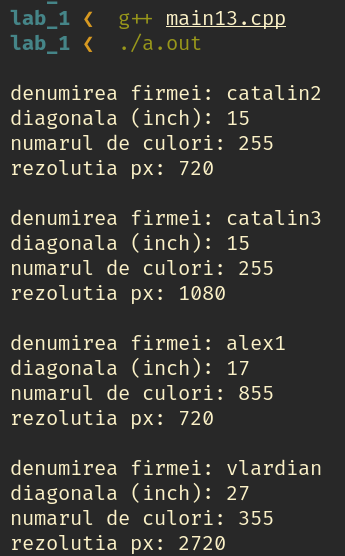 lab_1 ❮ g++ main13.cpp
lab_1 ❮ ./a.out
denumirea firmei: catalin2
diagonala (inch): 15
numarul de culori: 255
rezolutia px: 720
denumirea firmei: catalin3
diagonala (inch): 15
numarul de culori: 255
rezolutia px: 1080
denumirea firmei: alex1
diagonala (inch): 17
numarul de culori: 855
rezolutia px: 720
denumirea firmei: vlardian
diagonala (inch): 27
numarul de culori: 355
rezolutia px: 2720